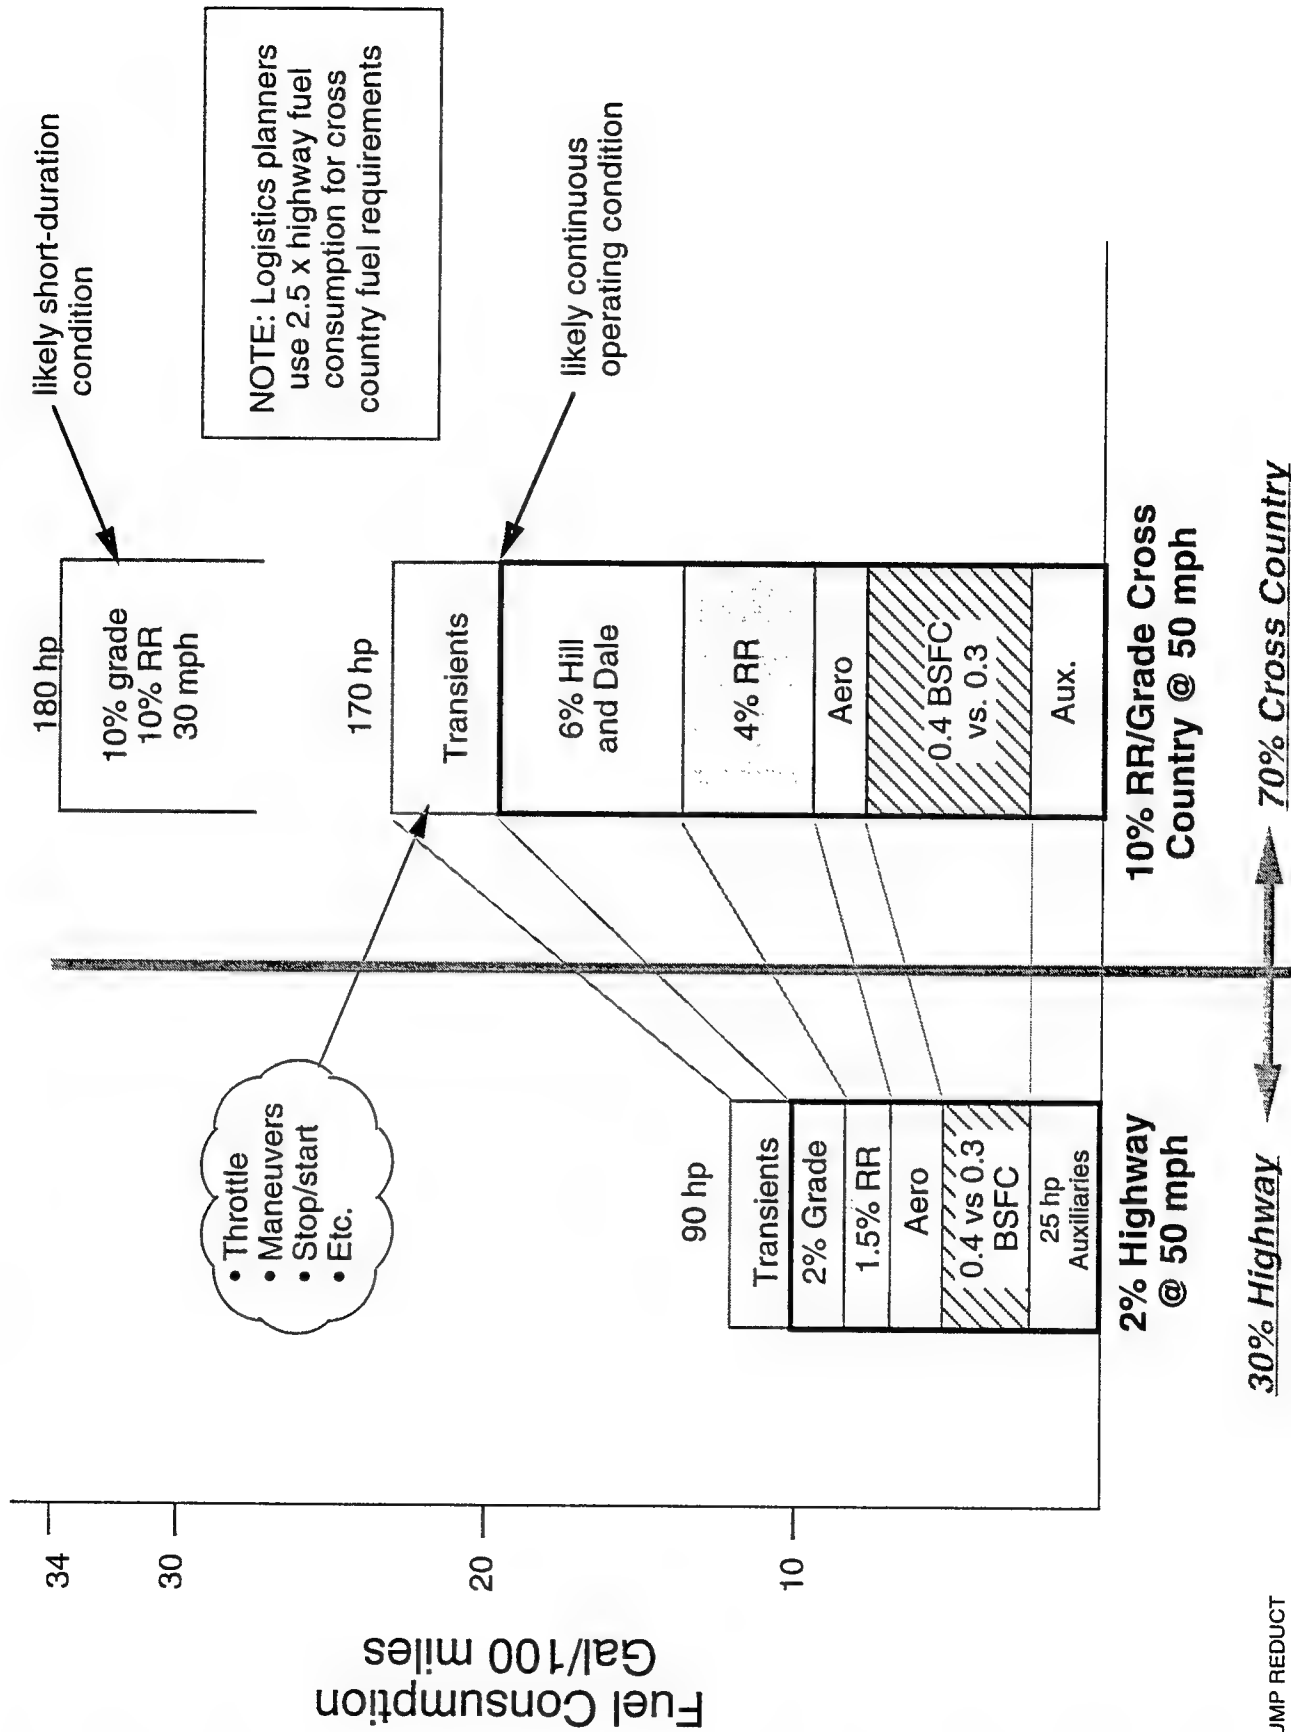 Fuel Consumption
Gal/100 miles
34
30
20
10
• Throttle
• Maneuvers
• Stop/start
• Etc.
90 hp
Transients
2% Grade
1.5% RR
Aero
0.4 vs 0.3
BSFC
25 hp
Auxiliaries
2% Highway
@ 50 mph
30% Highway
180 hp
10% grade
10% RR
30 mph
170 hp
Transients
6% Hill
and Dale
4% RR
Aero
0.4 BSFC
vs. 0.3
Aux.
10% RR/Grade Cross
Country @ 50 mph
70% Cross Country
likely short-duration
condition
NOTE: Logistics planners
use 2.5 x highway fuel
consumption for cross
country fuel requirements
likely continuous
operating condition
UMP REDUCT